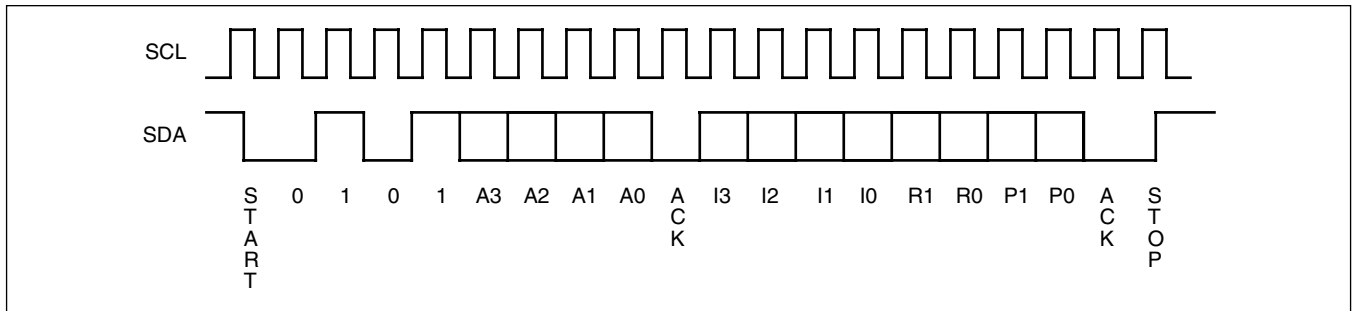 SCL
SDA
START 0 1 0 1 A3 A2 A1 A0 ACK I3 I2 I1 I0 R1 R0 P1 P0 ACK STOP